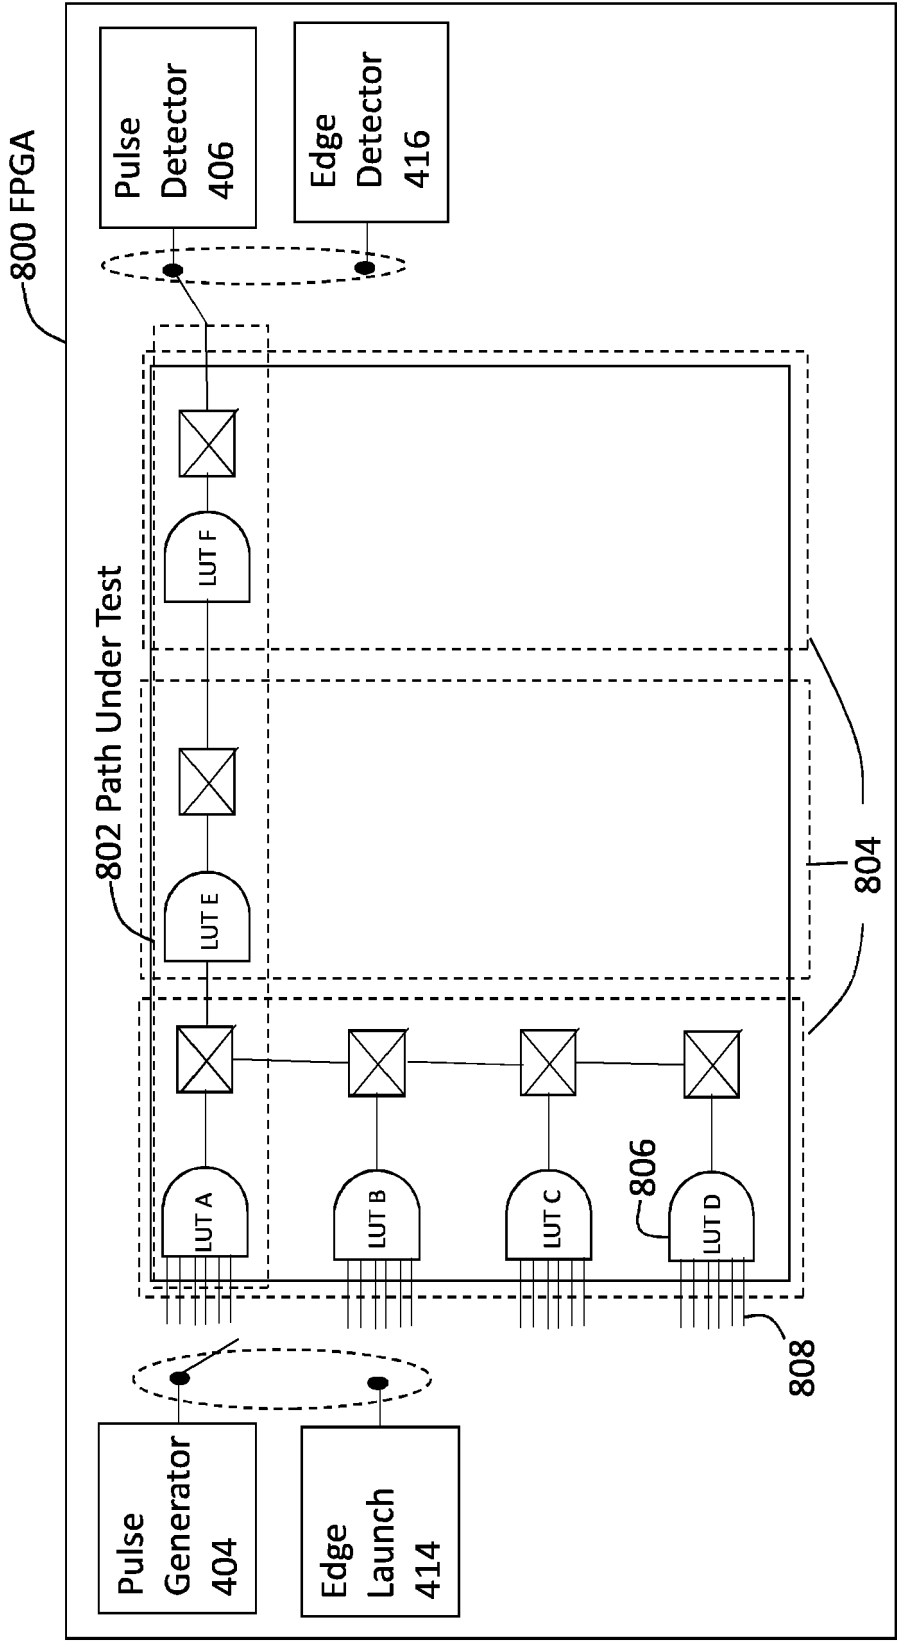 800 FPGA
Pulse
Detector
406
Edge
Detector
416
802 Path Under Test
LUT A
LUT E
LUT F
LUT B
LUT C
LUT D
804
806
808
Pulse
Generator
404
Edge
Launch
414